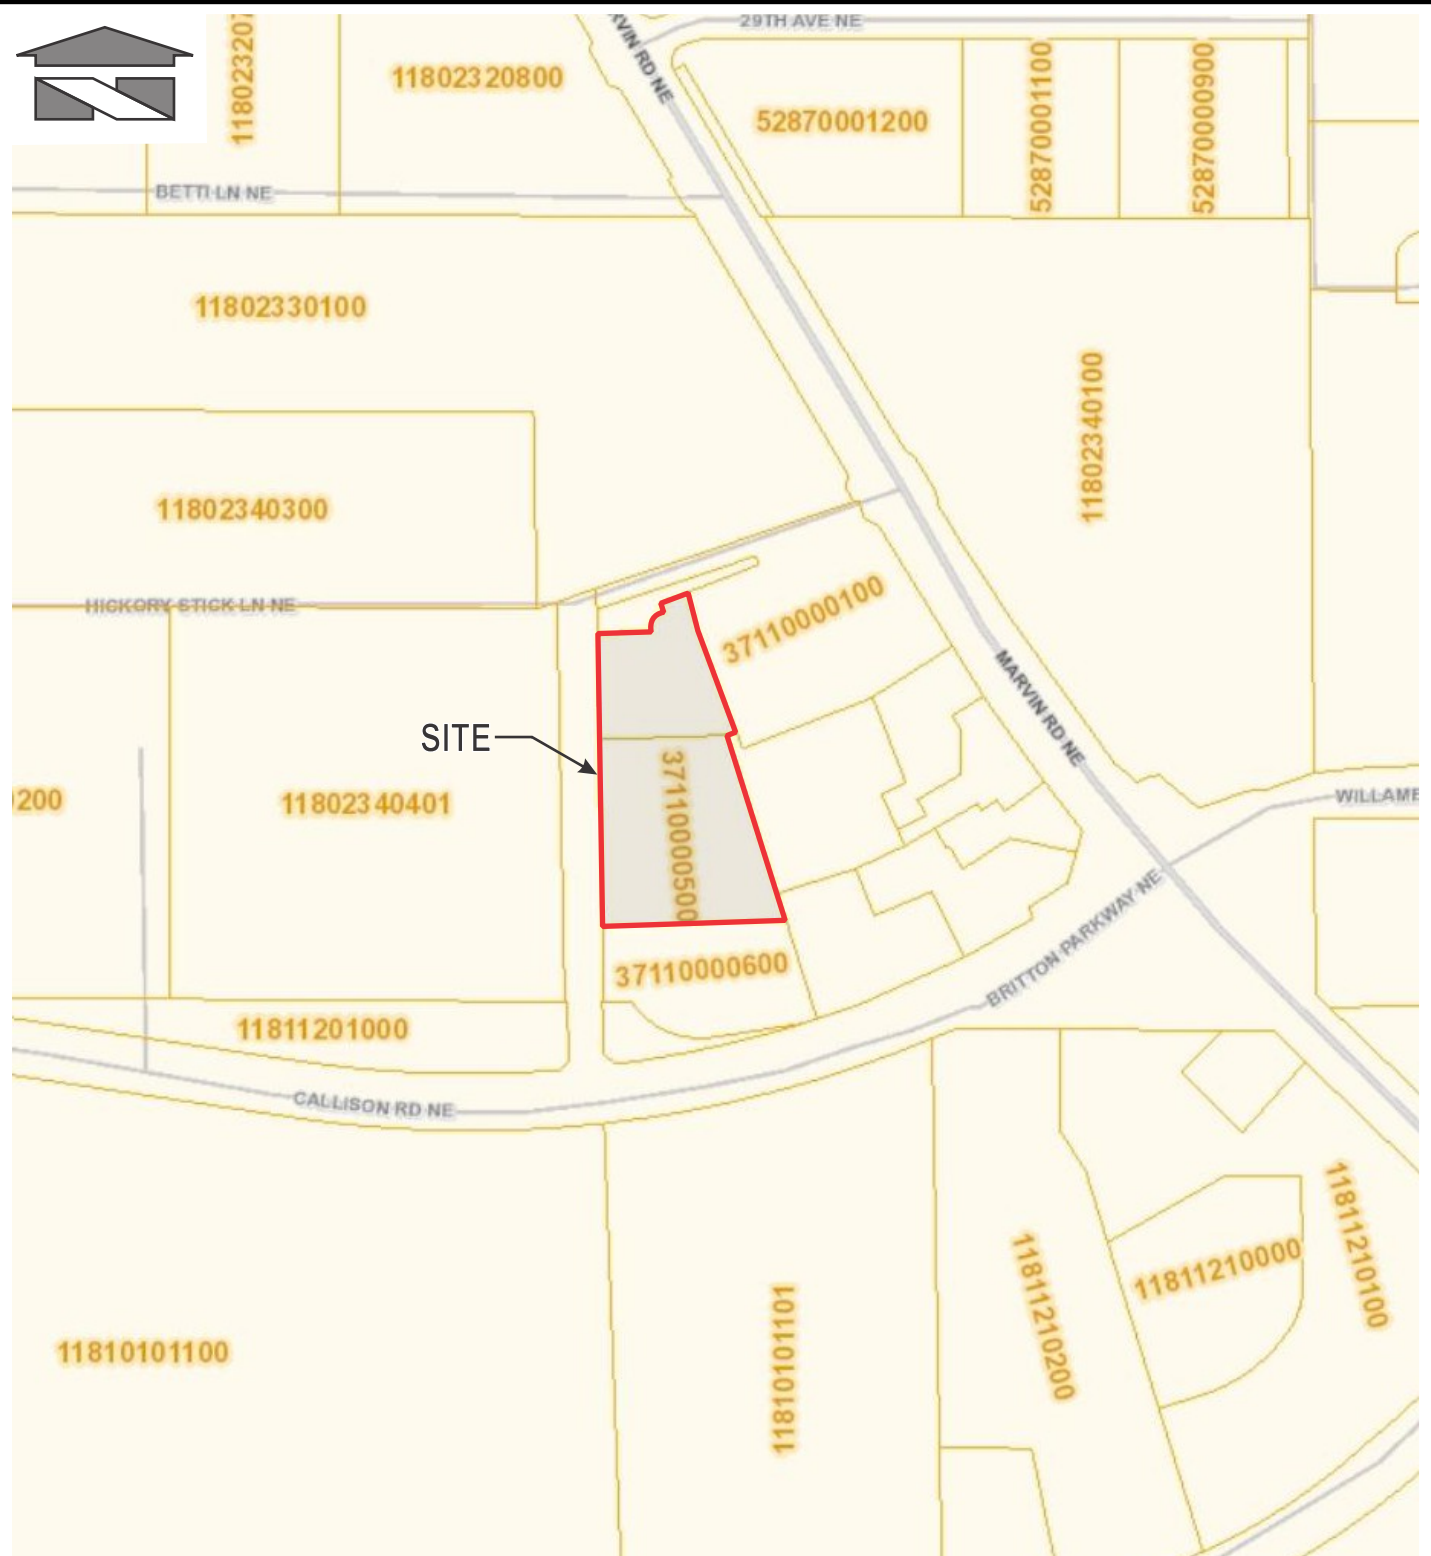 29TH AVE NE
RVIN RD NE
118023207
11802320800
52870001200
52870001100
52870000900
BETTI LN NE
11802330100
11802340100
11802340300
HICKORY STICK LN NE
37110000100
MARVIN RD NE
SITE
37110000500
200
11802340401
WILLAME
BRITTON PARKWAY NE
37110000600
11811201000
CALLISON RD NE
11811210100
11811210000
11811210200
11810101100
11810101101